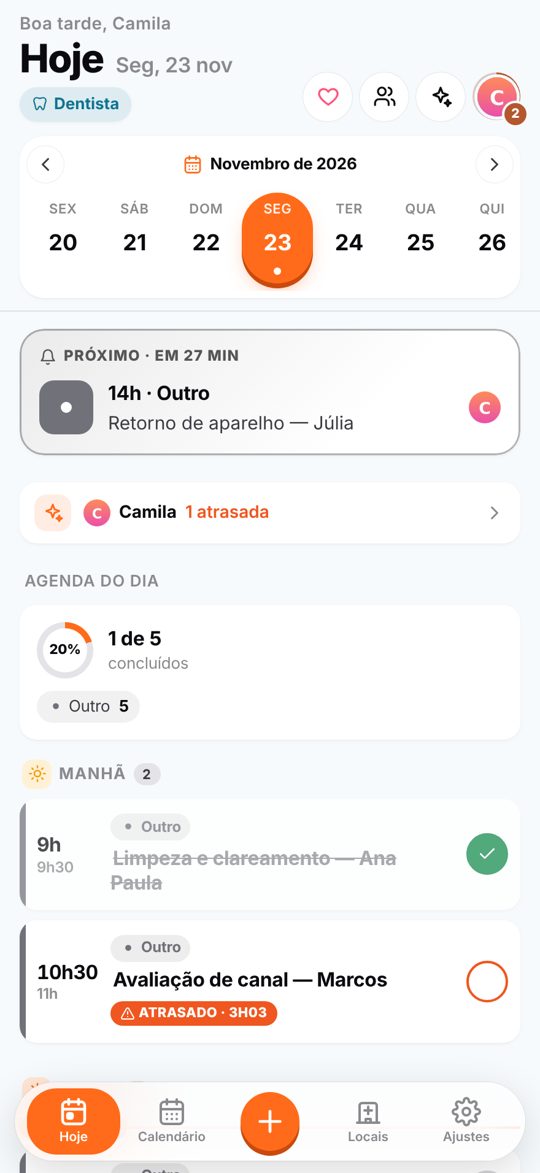 Boa tarde, Camila
Hoje Seg, 23 nov
Dentista
C
2
Novembro de 2026
SEX SÁB DOM SEG TER QUA QUI
20 21 22 23 24 25 26
PRÓXIMO · EM 27 MIN
14h · Outro
Retorno de aparelho — Júlia
C
C Camila 1 atrasada
AGENDA DO DIA
20%
1 de 5
concluídos
Outro 5
MANHÃ 2
Outro
9h
9h30
Limpeza e clareamento — Ana
Paula
Outro
10h30
11h
Avaliação de canal — Marcos
ATRASADO · 3H03
Hoje Calendário Locais Ajustes
Outro